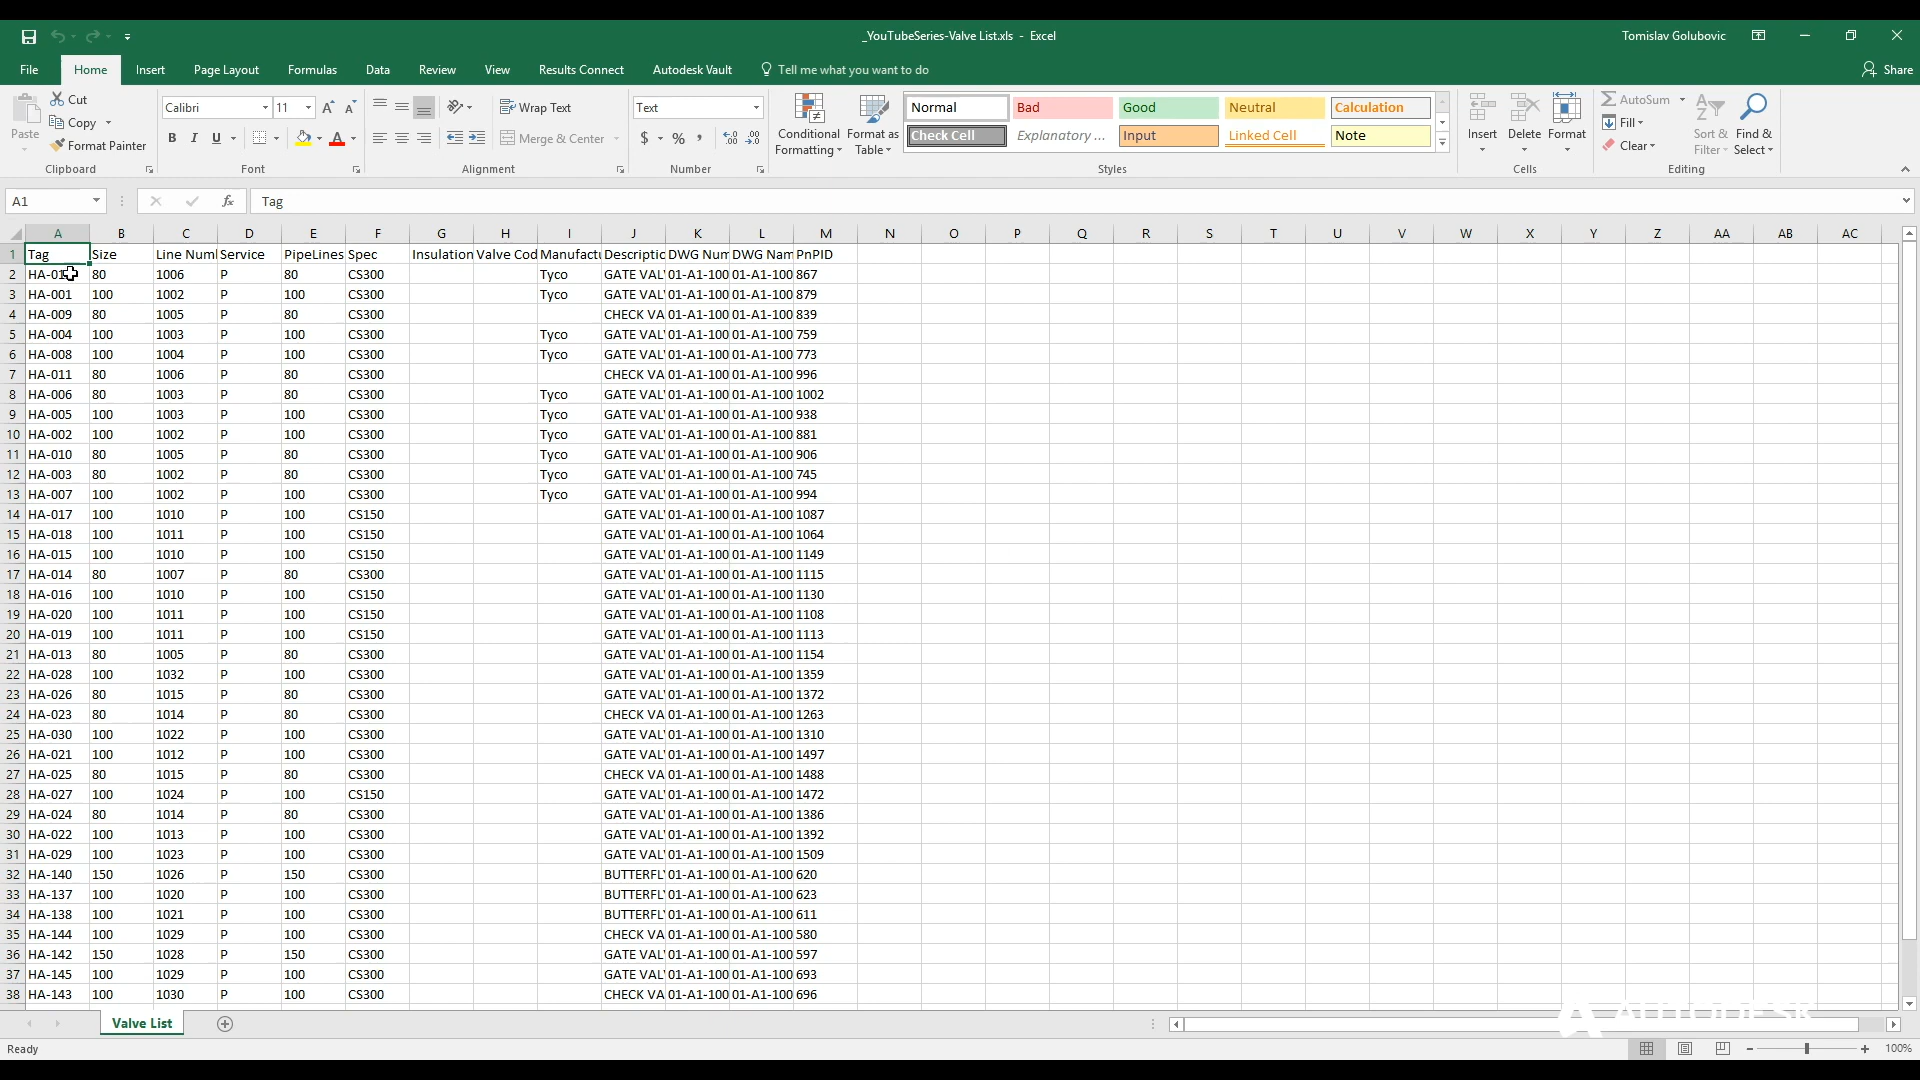 _YouTubeSeries-Valve List.xls - Excel
Tomislav Golubovic
File Home Insert Page Layout Formulas Data Review View Results Connect Autodesk Vault Tell me what you want to do Share
Paste
Cut
Copy
Format Painter
Clipboard
Calibri 11
B I U
Font
Wrap Text
Merge & Center
Alignment
Text
$ % ,
Number
Conditional Formatting
Format as Table
Normal Bad Good Neutral Calculation
Check Cell Explanatory ... Input Linked Cell Note
Styles
Insert Delete Format
Cells
AutoSum
Fill
Clear
Sort & Filter
Find & Select
Editing
A1 fx Tag
A B C D E F G H I J K L M N O P Q R S T U V W X Y Z AA AB AC
1 Tag Size Line Num Service PipeLines Spec Insulation Valve Cod Manufactu Descriptio DWG Num DWG Nam PnPID
2 HA-01 80 1006 P 80 CS300 Tyco GATE VAL 01-A1-100 01-A1-100 867
3 HA-001 100 1002 P 100 CS300 Tyco GATE VAL 01-A1-100 01-A1-100 879
4 HA-009 80 1005 P 80 CS300 CHECK VA 01-A1-100 01-A1-100 839
5 HA-004 100 1003 P 100 CS300 Tyco GATE VAL 01-A1-100 01-A1-100 759
6 HA-008 100 1004 P 100 CS300 Tyco GATE VAL 01-A1-100 01-A1-100 773
7 HA-011 80 1006 P 80 CS300 CHECK VA 01-A1-100 01-A1-100 996
8 HA-006 80 1003 P 80 CS300 Tyco GATE VAL 01-A1-100 01-A1-100 1002
9 HA-005 100 1003 P 100 CS300 Tyco GATE VAL 01-A1-100 01-A1-100 938
10 HA-002 100 1002 P 100 CS300 Tyco GATE VAL 01-A1-100 01-A1-100 881
11 HA-010 80 1005 P 80 CS300 Tyco GATE VAL 01-A1-100 01-A1-100 906
12 HA-003 80 1002 P 80 CS300 Tyco GATE VAL 01-A1-100 01-A1-100 745
13 HA-007 100 1002 P 100 CS300 Tyco GATE VAL 01-A1-100 01-A1-100 994
14 HA-017 100 1010 P 100 CS150 GATE VAL 01-A1-100 01-A1-100 1087
15 HA-018 100 1011 P 100 CS150 GATE VAL 01-A1-100 01-A1-100 1064
16 HA-015 100 1010 P 100 CS150 GATE VAL 01-A1-100 01-A1-100 1149
17 HA-014 80 1007 P 80 CS300 GATE VAL 01-A1-100 01-A1-100 1115
18 HA-016 100 1010 P 100 CS150 GATE VAL 01-A1-100 01-A1-100 1130
19 HA-020 100 1011 P 100 CS150 GATE VAL 01-A1-100 01-A1-100 1108
20 HA-019 100 1011 P 100 CS150 GATE VAL 01-A1-100 01-A1-100 1113
21 HA-013 80 1005 P 80 CS300 GATE VAL 01-A1-100 01-A1-100 1154
22 HA-028 100 1032 P 100 CS300 GATE VAL 01-A1-100 01-A1-100 1359
23 HA-026 80 1015 P 80 CS300 GATE VAL 01-A1-100 01-A1-100 1372
24 HA-023 80 1014 P 80 CS300 CHECK VA 01-A1-100 01-A1-100 1263
25 HA-030 100 1022 P 100 CS300 GATE VAL 01-A1-100 01-A1-100 1310
26 HA-021 100 1012 P 100 CS300 GATE VAL 01-A1-100 01-A1-100 1497
27 HA-025 80 1015 P 80 CS300 CHECK VA 01-A1-100 01-A1-100 1488
28 HA-027 100 1024 P 100 CS150 GATE VAL 01-A1-100 01-A1-100 1472
29 HA-024 80 1014 P 80 CS300 GATE VAL 01-A1-100 01-A1-100 1386
30 HA-022 100 1013 P 100 CS300 GATE VAL 01-A1-100 01-A1-100 1392
31 HA-029 100 1023 P 100 CS300 GATE VAL 01-A1-100 01-A1-100 1509
32 HA-140 150 1026 P 150 CS300 BUTTERFL 01-A1-100 01-A1-100 620
33 HA-137 100 1020 P 100 CS300 BUTTERFL 01-A1-100 01-A1-100 623
34 HA-138 100 1021 P 100 CS300 BUTTERFL 01-A1-100 01-A1-100 611
35 HA-144 100 1029 P 100 CS300 CHECK VA 01-A1-100 01-A1-100 580
36 HA-142 150 1028 P 150 CS300 GATE VAL 01-A1-100 01-A1-100 597
37 HA-145 100 1029 P 100 CS300 GATE VAL 01-A1-100 01-A1-100 693
38 HA-143 100 1030 P 100 CS300 CHECK VA 01-A1-100 01-A1-100 696
AUTODESK
Valve List
Ready
100%